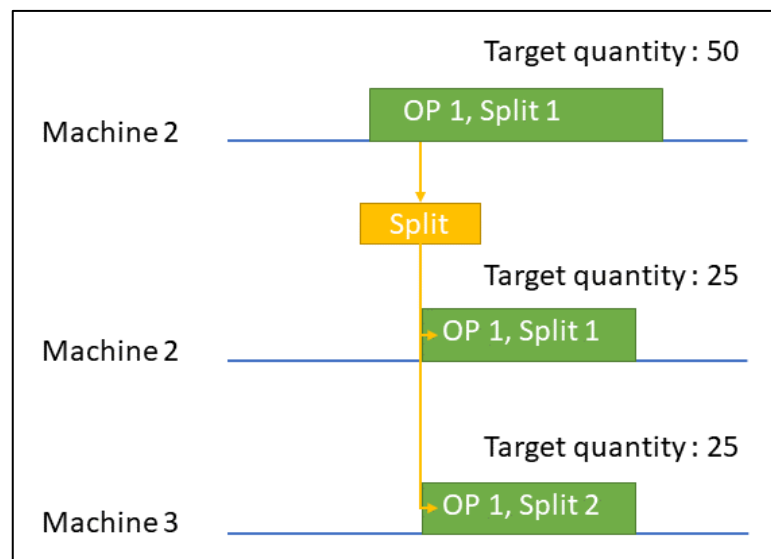 Target quantity : 50
OP 1, Split 1
Machine 2
Split
Target quantity : 25
OP 1, Split 1
Machine 2
Target quantity : 25
OP 1, Split 2
Machine 3